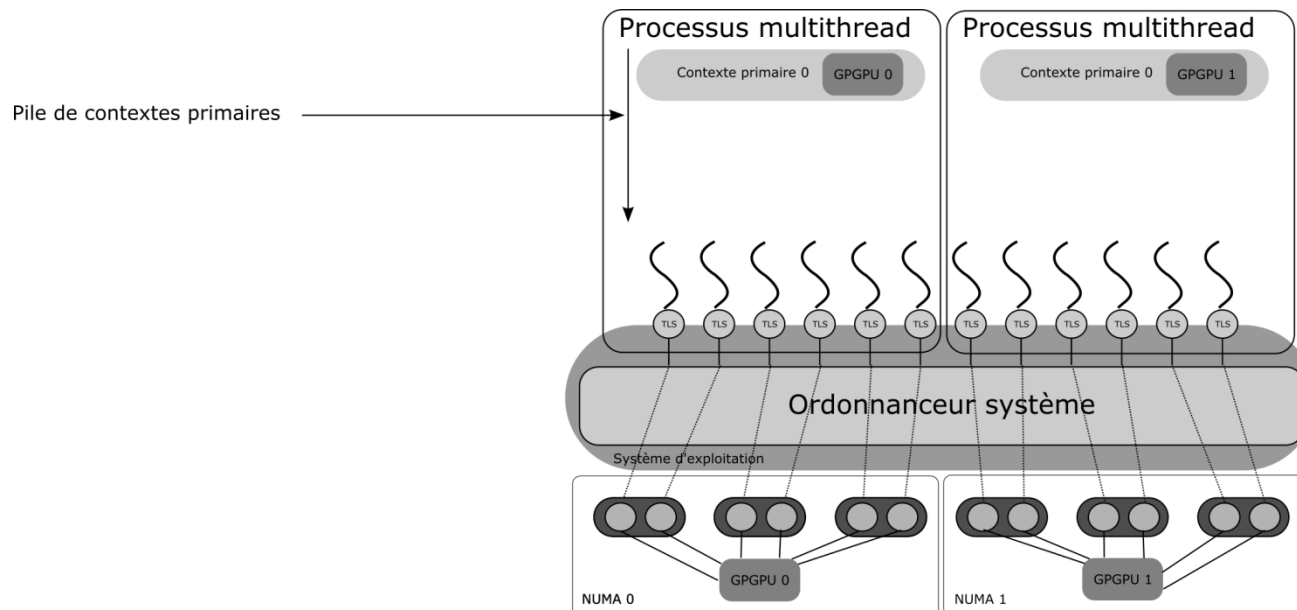 Processus multithread
Processus multithread
Contexte primaire 0
GPGPU 0
Contexte primaire 0
GPGPU 1
Pile de contextes primaires
TLS
TLS
TLS
TLS
TLS
TLS
TLS
TLS
TLS
TLS
TLS
TLS
Ordonnanceur système
Système d'exploitation
GPGPU 0
GPGPU 1
NUMA 0
NUMA 1